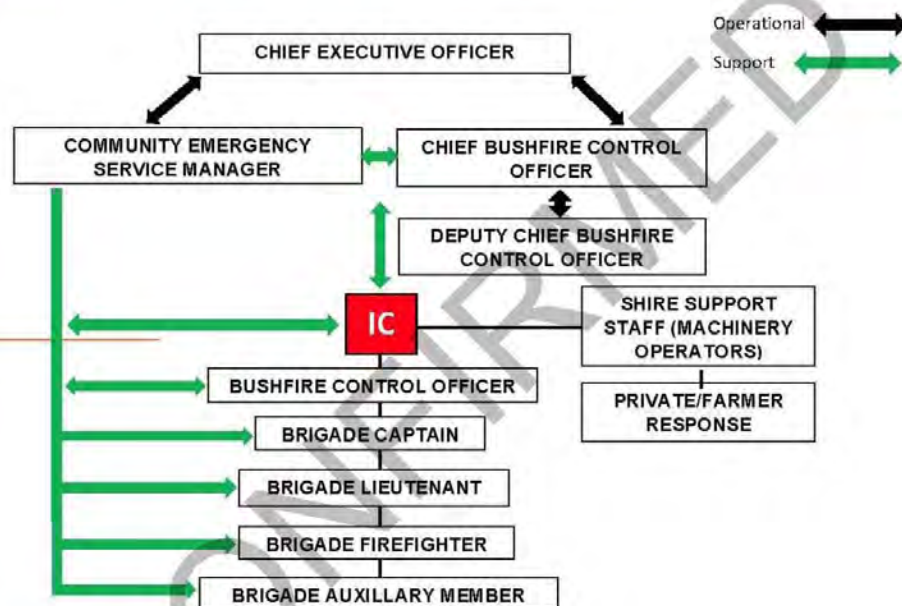 Operational
Support
CHIEF EXECUTIVE OFFICER
COMMUNITY EMERGENCY
SERVICE MANAGER
CHIEF BUSHFIRE CONTROL
OFFICER
DEPUTY CHIEF BUSHFIRE
CONTROL OFFICER
IC
SHIRE SUPPORT
STAFF (MACHINERY
OPERATORS)
PRIVATE/FARMER
RESPONSE
BUSHFIRE CONTROL OFFICER
BRIGADE CAPTAIN
BRIGADE LIEUTENANT
BRIGADE FIREFIGHTER
BRIGADE AUXILLARY MEMBER
ONFIRMED